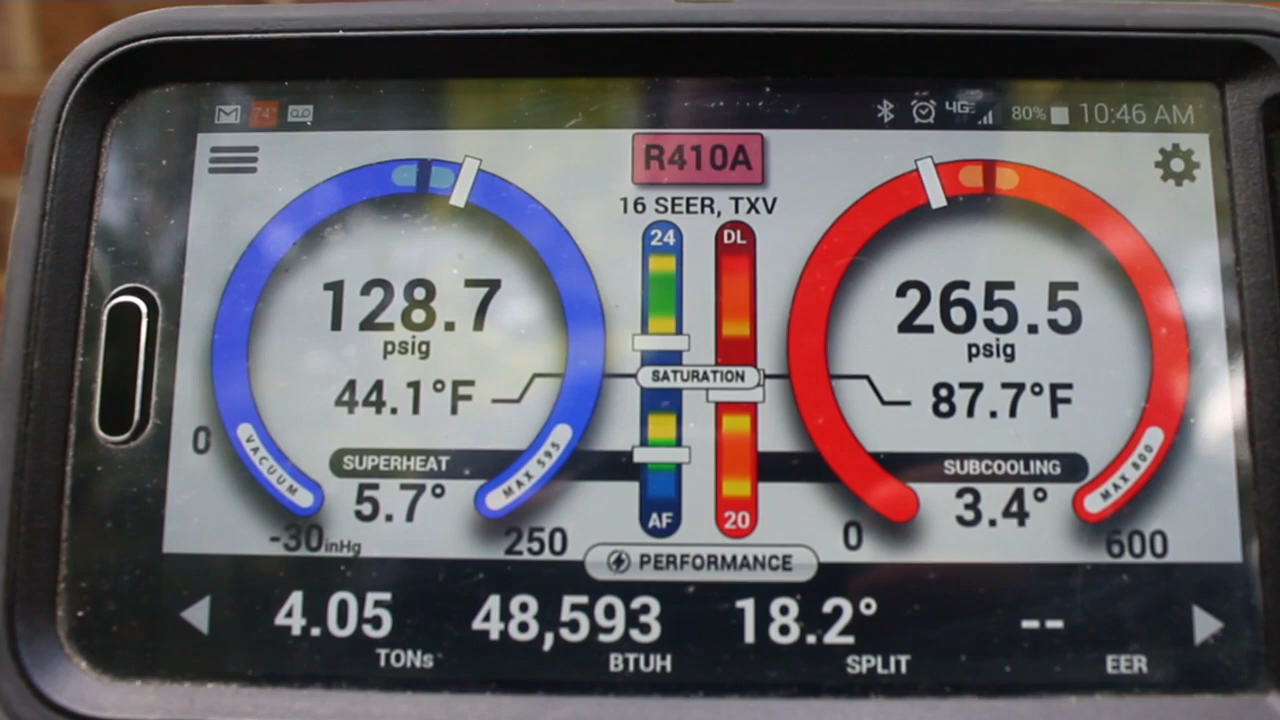 74° 4G 80% 10:46 AM
R410A
16 SEER, TXV
24 DL
128.7
psig
265.5
psig
SATURATION
44.1°F
87.7°F
0
VACUUM
MAX 595
MAX 800
SUPERHEAT
SUBCOOLING
5.7°
3.4°
AF 20
-30inHg
250
0
600
PERFORMANCE
4.05 48,593 18.2° --
TONs BTUH SPLIT EER